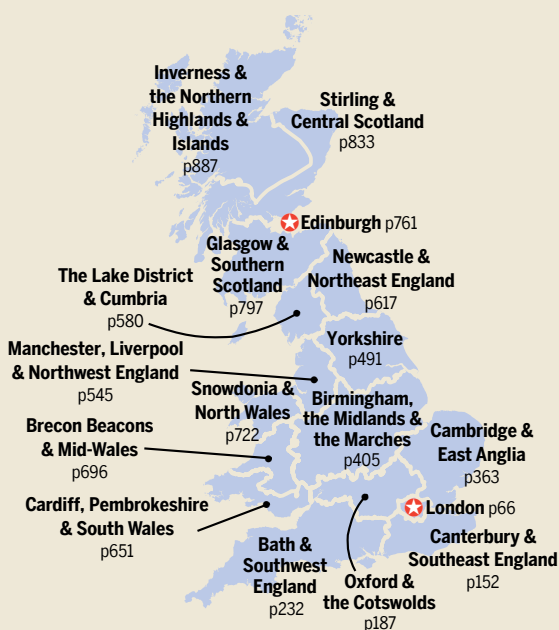 Inverness &
the Northern
Highlands &
Islands
p887
Stirling &
Central Scotland
p833
Edinburgh p761
Glasgow &
Southern
Scotland
p797
Newcastle &
Northeast England
p617
The Lake District
& Cumbria
p580
Yorkshire
p491
Manchester, Liverpool
& Northwest England
p545
Snowdonia &
North Wales
p722
Birmingham,
the Midlands &
the Marches
p405
Brecon Beacons
& Mid-Wales
p696
Cambridge &
East Anglia
p363
Cardiff, Pembrokeshire
& South Wales
p651
London p66
Canterbury &
Southeast England
p152
Bath &
Southwest
England
p232
Oxford &
the Cotswolds
p187